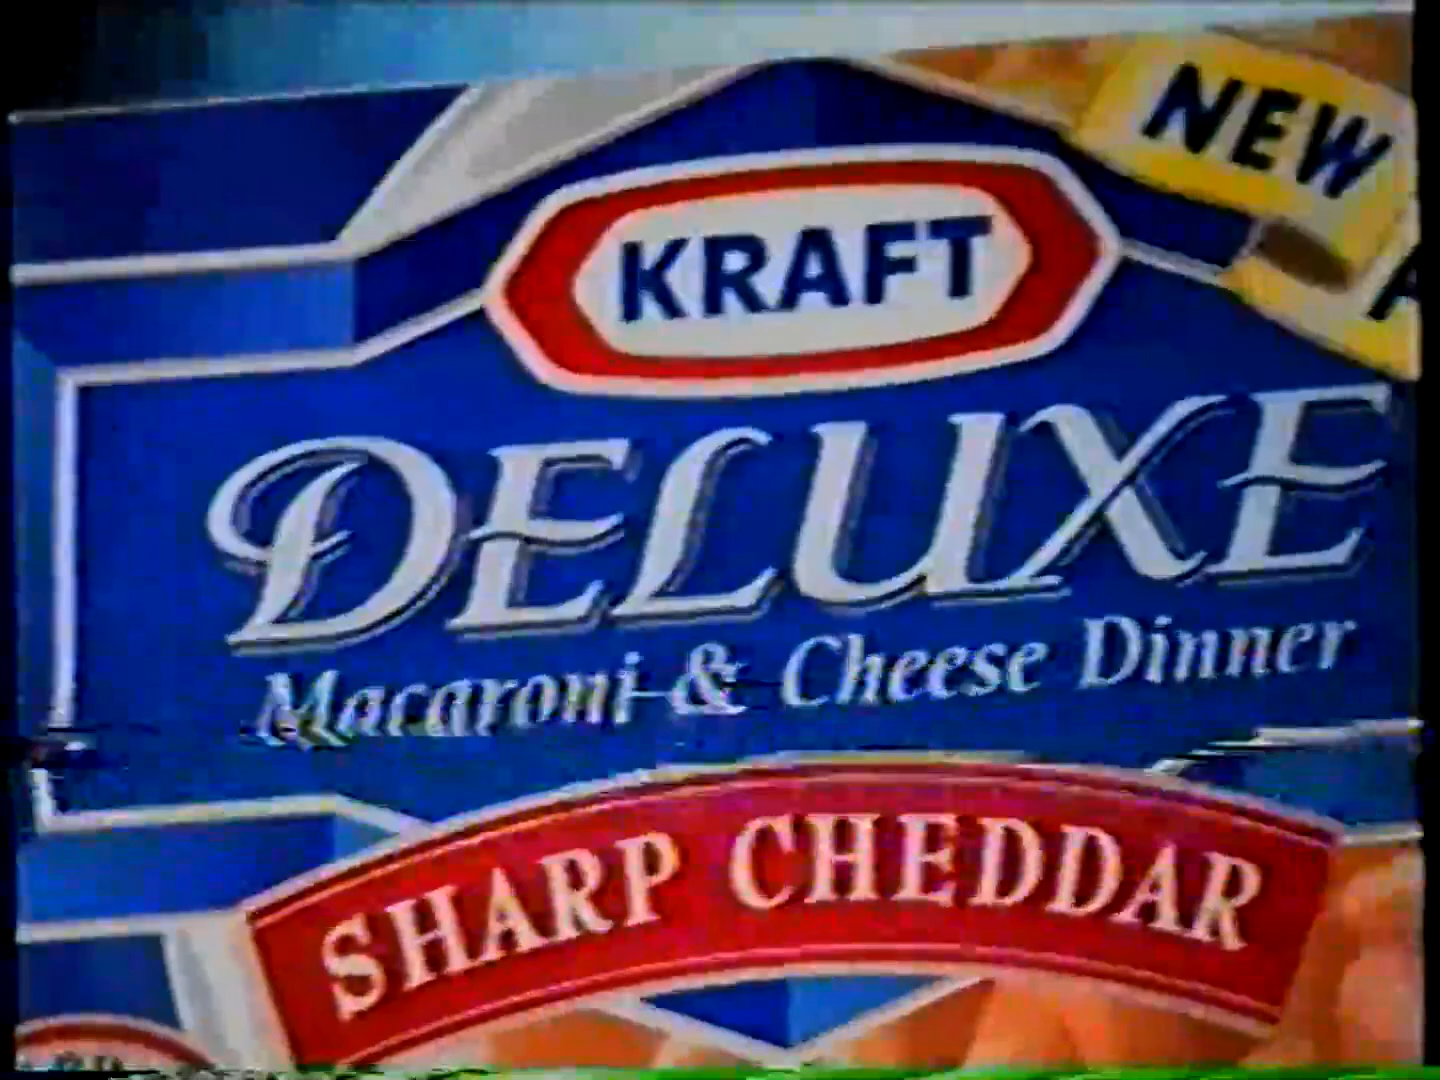 NEW
KRAFT
DELUXE
Macaroni & Cheese Dinner
SHARP CHEDDAR